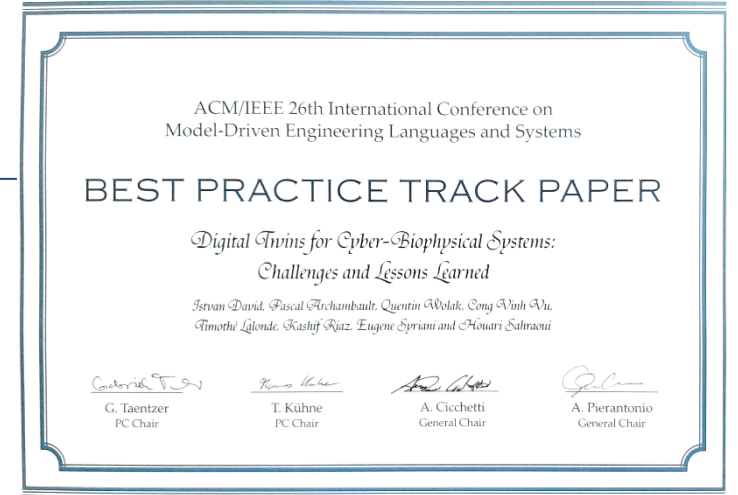 ACM/IEEE 26th International Conference on
Model-Driven Engineering Languages and Systems
BEST PRACTICE TRACK PAPER
Digital Twins for Cyber-Biophysical Systems:
Challenges and Lessons Learned
Istvan David, Pascal Archambault, Quentin Wolak, Cong Vinh Vu,
Timothé Lalonde, Kashif Riaz, Eugene Syriani and Houari Sahraoui
G. Taentzer
T. Kühne
A. Cicchetti
A. Pierantonio
PC Chair
PC Chair
General Chair
General Chair